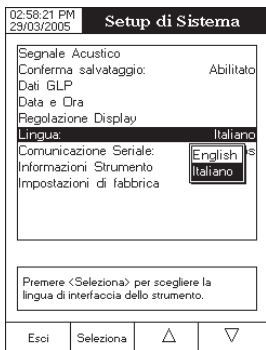 02:58:21 PM
29/03/2005
Setup di Sistema
Segnale Acustico
Conferma salvataggio: Abilitato
Dati GLP
Data e Ora
Regolazione Display
Lingua: Italiano
Comunicazione Seriale:
English
Informazioni Strumento
Italiano
Impostazioni di fabbrica
Premere <Seleziona> per scegliere la
lingua di interfaccia dello strumento.
Esci Seleziona